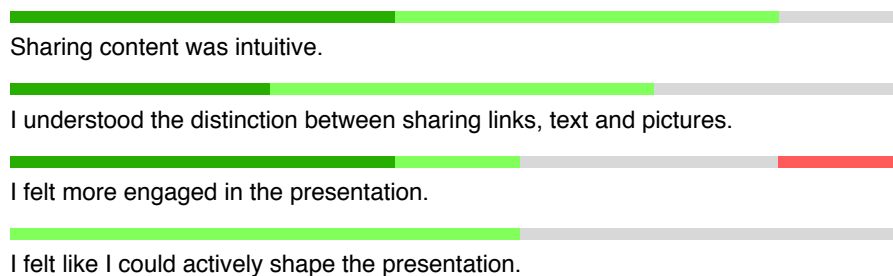 Sharing content was intuitive.
I understood the distinction between sharing links, text and pictures.
I felt more engaged in the presentation.
I felt like I could actively shape the presentation.